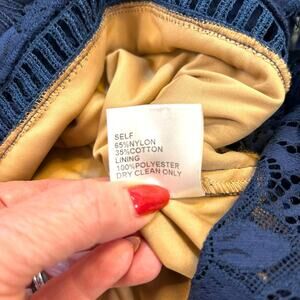 SELF
65%NYLON
35%COTTON
LINING
100%POLYESTER
DRY CLEAN ONLY